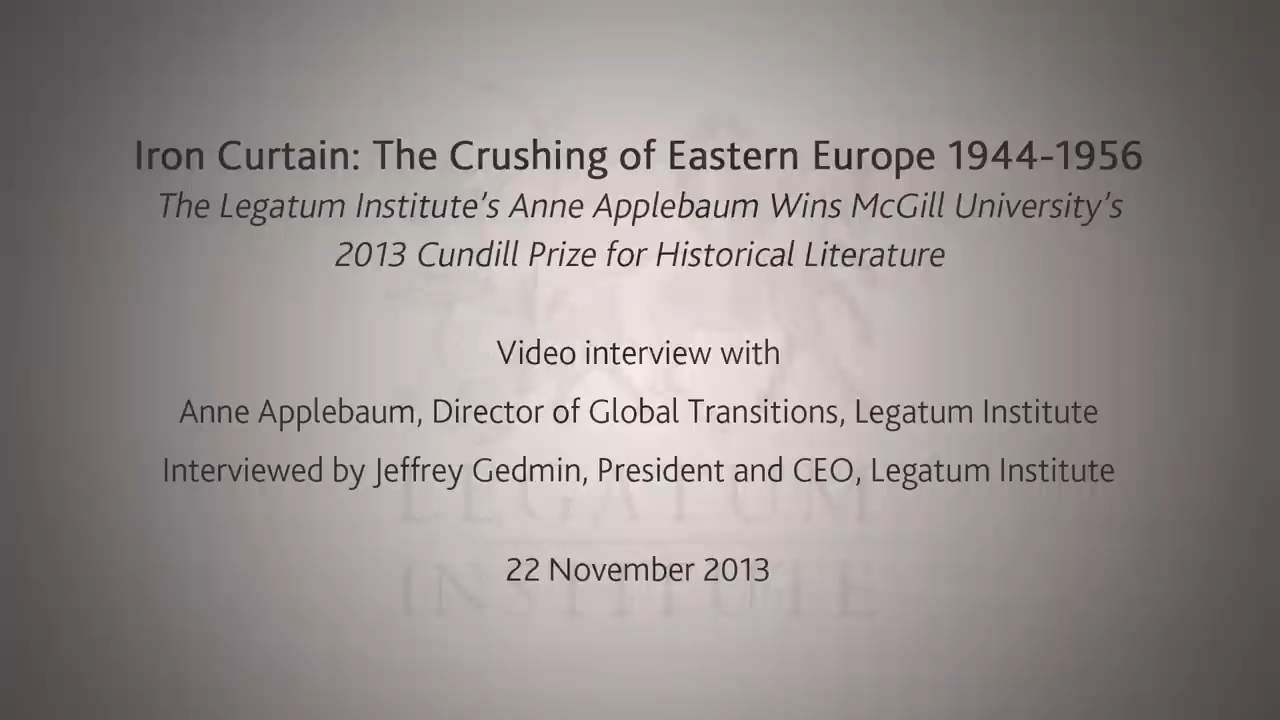 Iron Curtain: The Crushing of Eastern Europe 1944-1956
The Legatum Institute's Anne Applebaum Wins McGill University's
2013 Cundill Prize for Historical Literature
Video interview with
Anne Applebaum, Director of Global Transitions, Legatum Institute
Interviewed by Jeffrey Gedmin, President and CEO, Legatum Institute
LEGATUM
22 November 2013
INSTITUTE